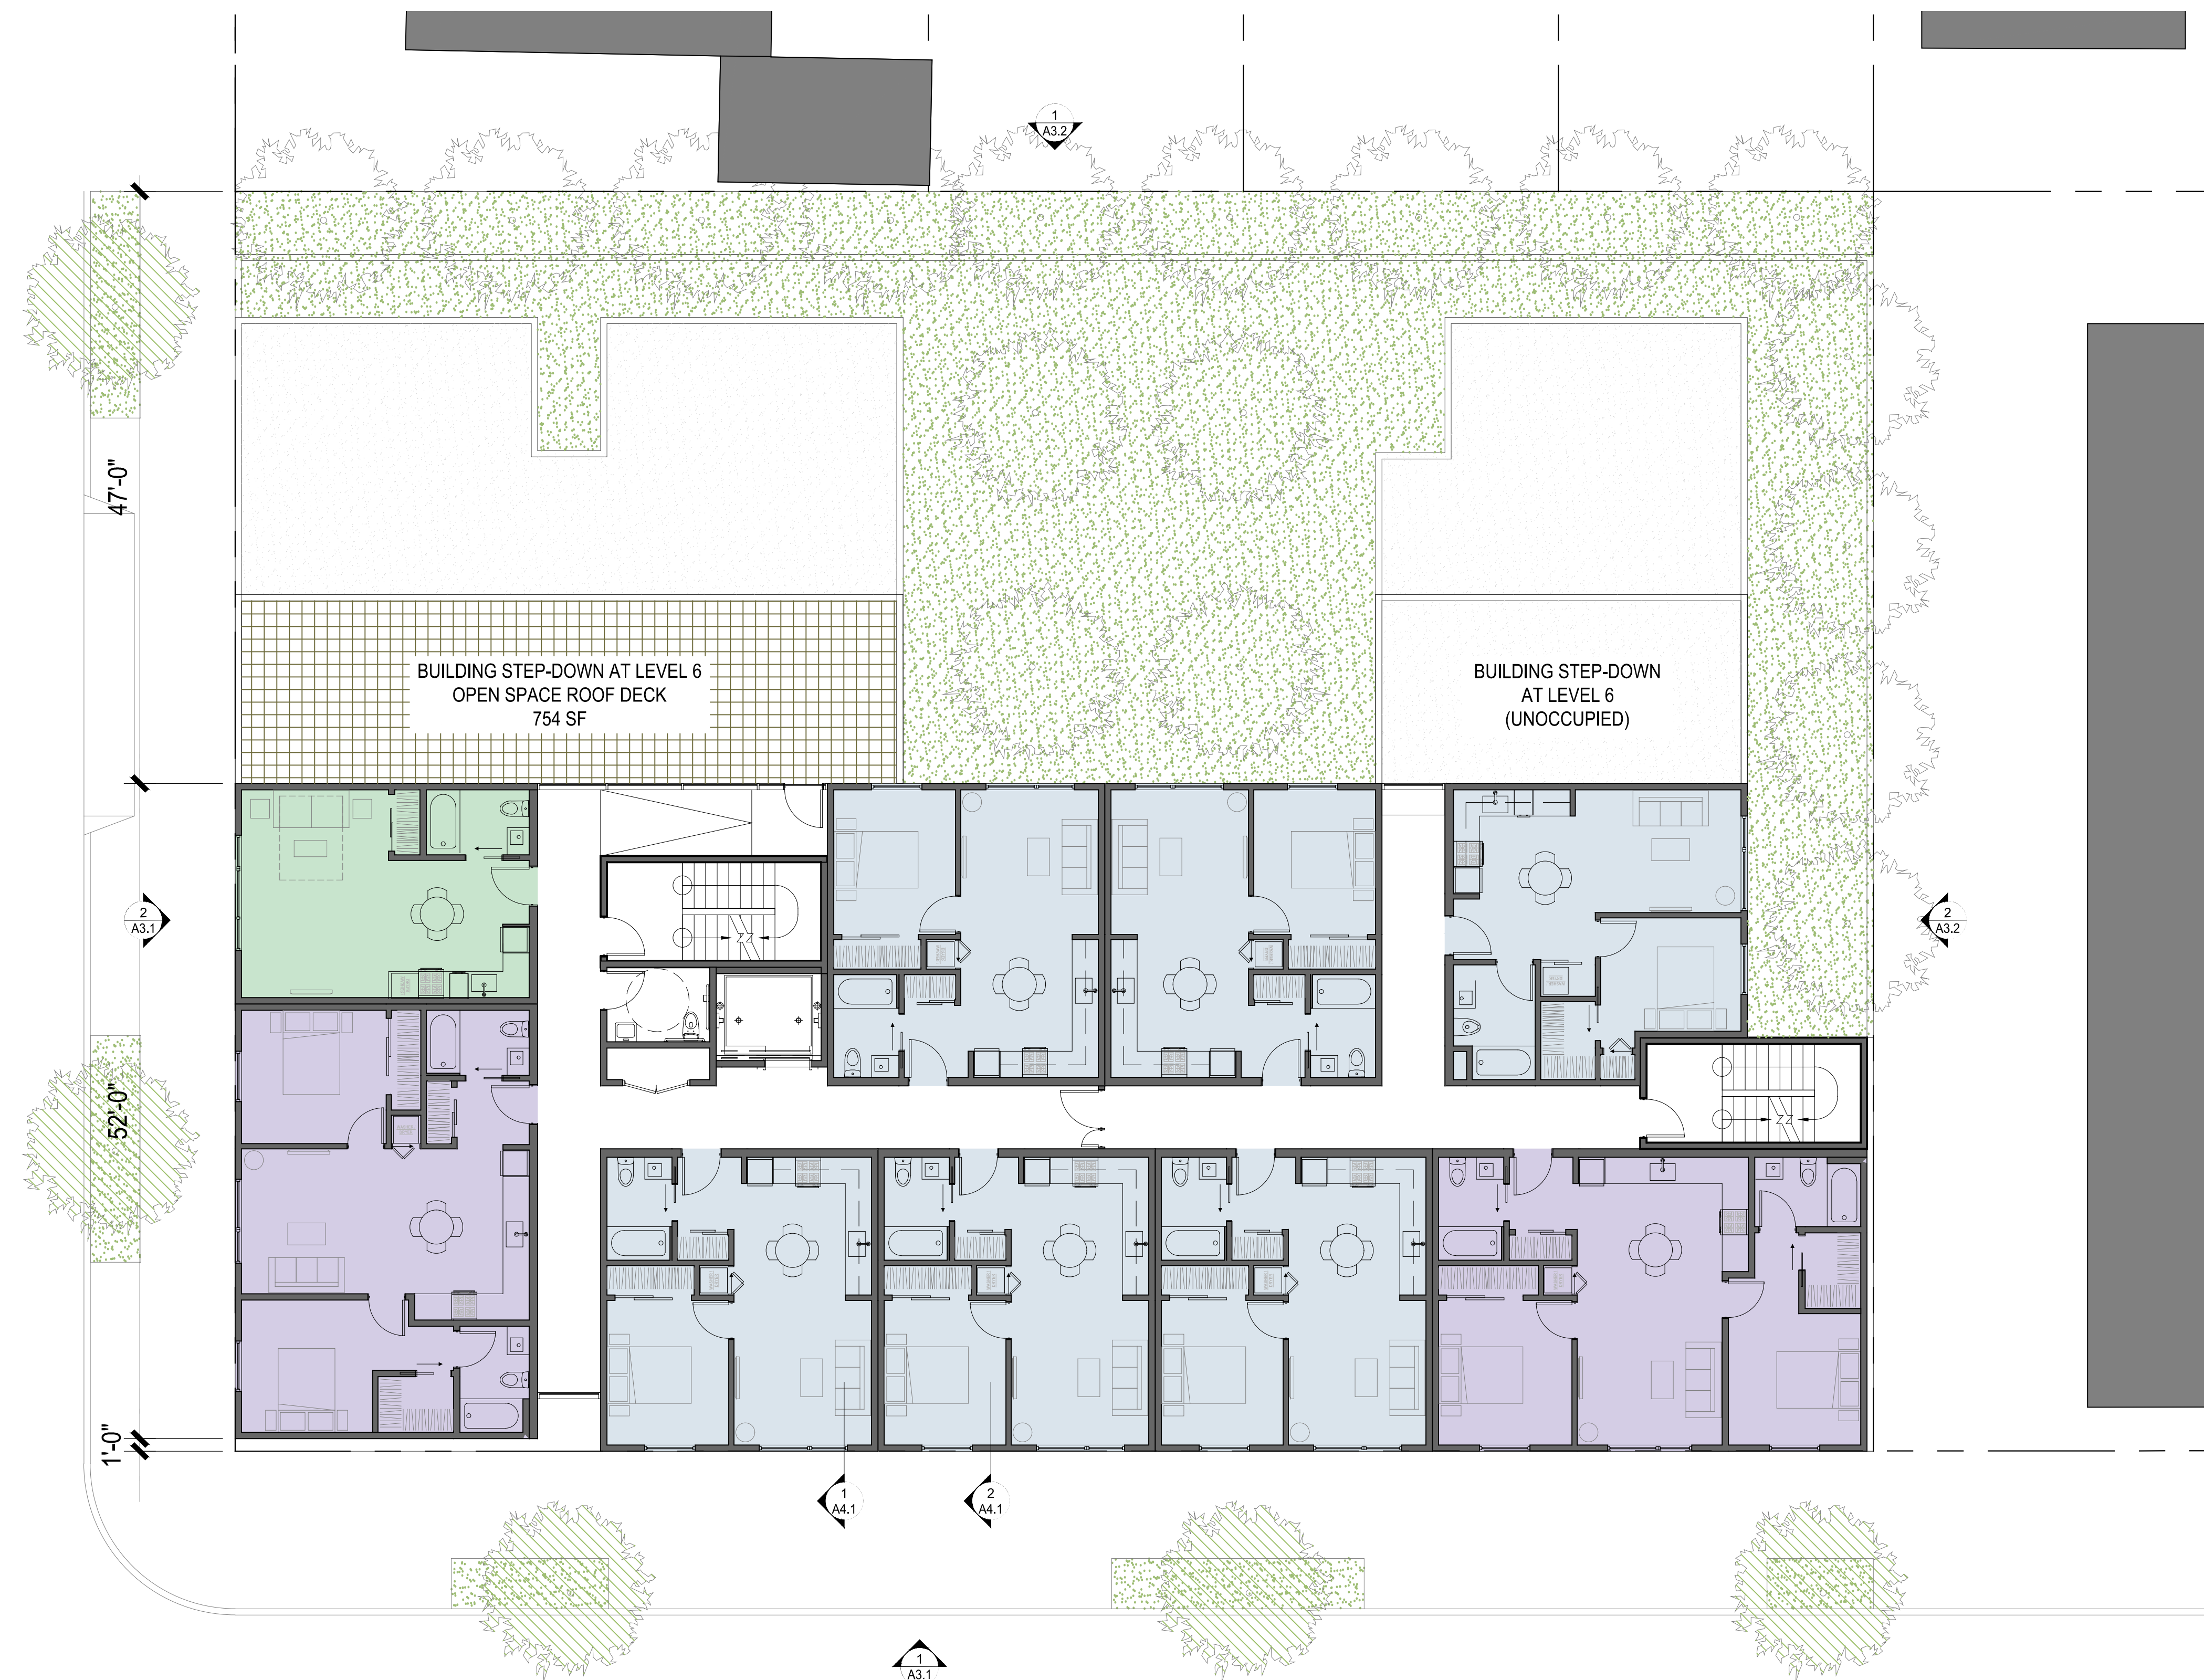 1
A3.2
47'-0"
BUILDING STEP-DOWN AT LEVEL 6
OPEN SPACE ROOF DECK
754 SF
BUILDING STEP-DOWN
AT LEVEL 6
(UNOCCUPIED)
2
A3.1
2
A3.2
52'-0"
1'-0"
1
A4.1
2
A4.1
1
A3.1